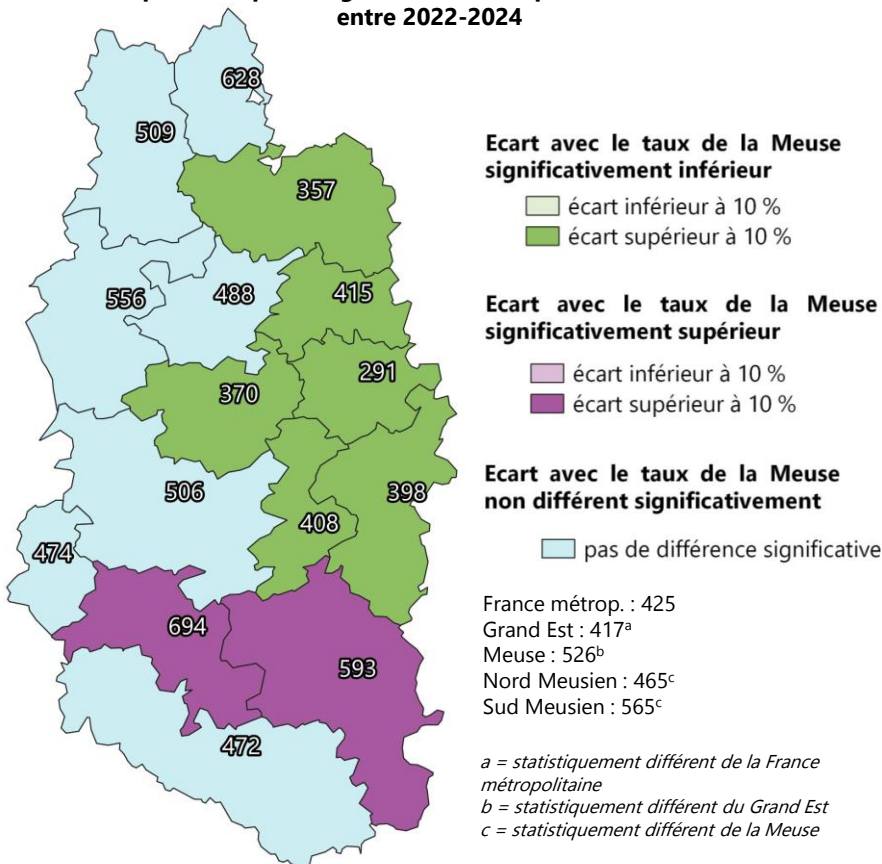 entre 2022-2024
628
509
357
556
488
415
291
370
506
398
408
474
694
593
472
Ecart avec le taux de la Meuse
significativement inférieur
écart inférieur à 10 %
écart supérieur à 10 %
Ecart avec le taux de la Meuse
significativement supérieur
écart inférieur à 10 %
écart supérieur à 10 %
Ecart avec le taux de la Meuse
non différent significativement
pas de différence significative
France métrop. : 425
Grand Est : 417ᵃ
Meuse : 526ᵇ
Nord Meusien : 465ᶜ
Sud Meusien : 565ᶜ
a = statistiquement différent de la France
métropolitaine
b = statistiquement différent du Grand Est
c = statistiquement différent de la Meuse